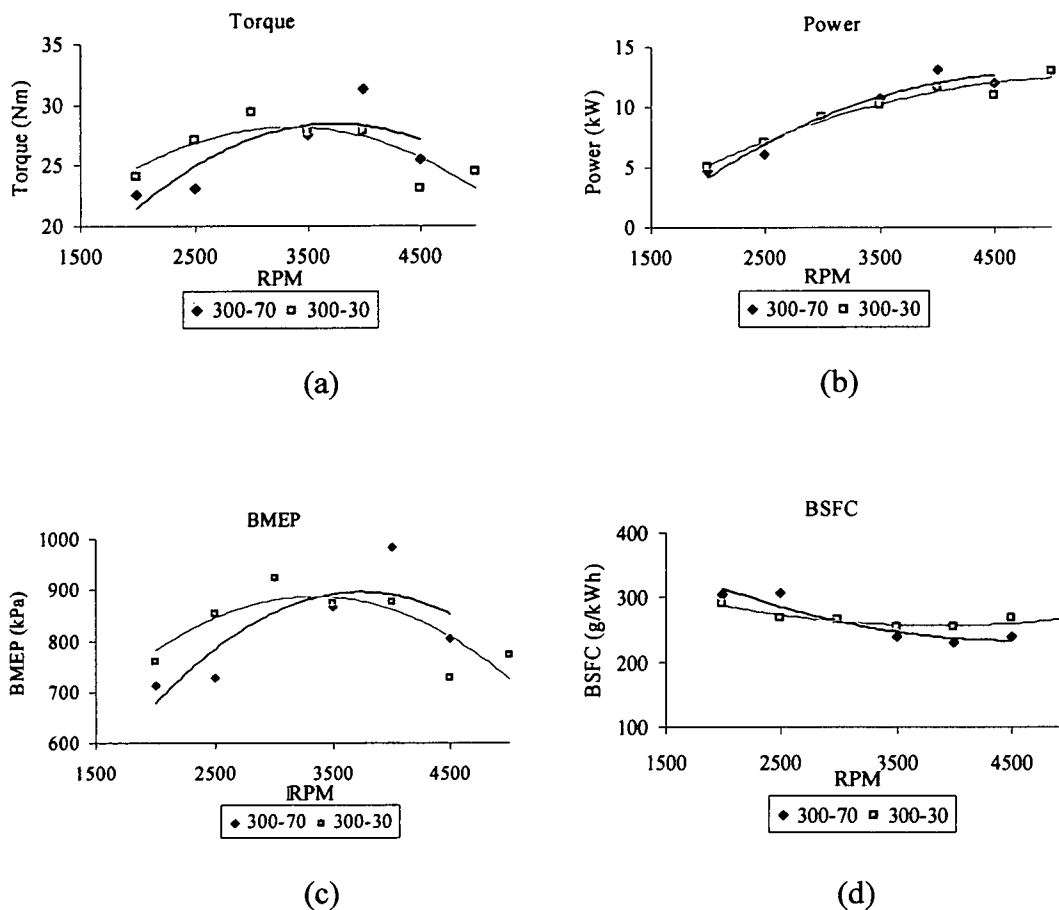 Torque
35
30
25
20
Torque (Nm)
1500 2500 3500 4500
RPM
300-70 300-30
(a)
Power
15
10
5
0
Power (kW)
1500 2500 3500 4500
RPM
300-70 300-30
(b)
BMEP
1000
900
800
700
600
BMEP (kPa)
1500 2500 3500 4500
RPM
300-70 300-30
(c)
BSFC
400
300
200
100
BSFC (g/kWh)
1500 2500 3500 4500
RPM
300-70 300-30
(d)